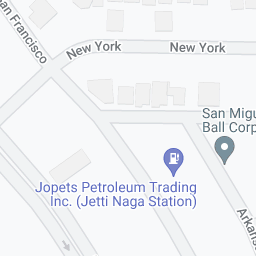 an Francisco
New York
New York
San Migu
Ball Corp
Jopets Petroleum Trading
Inc. (Jetti Naga Station)
Arkans